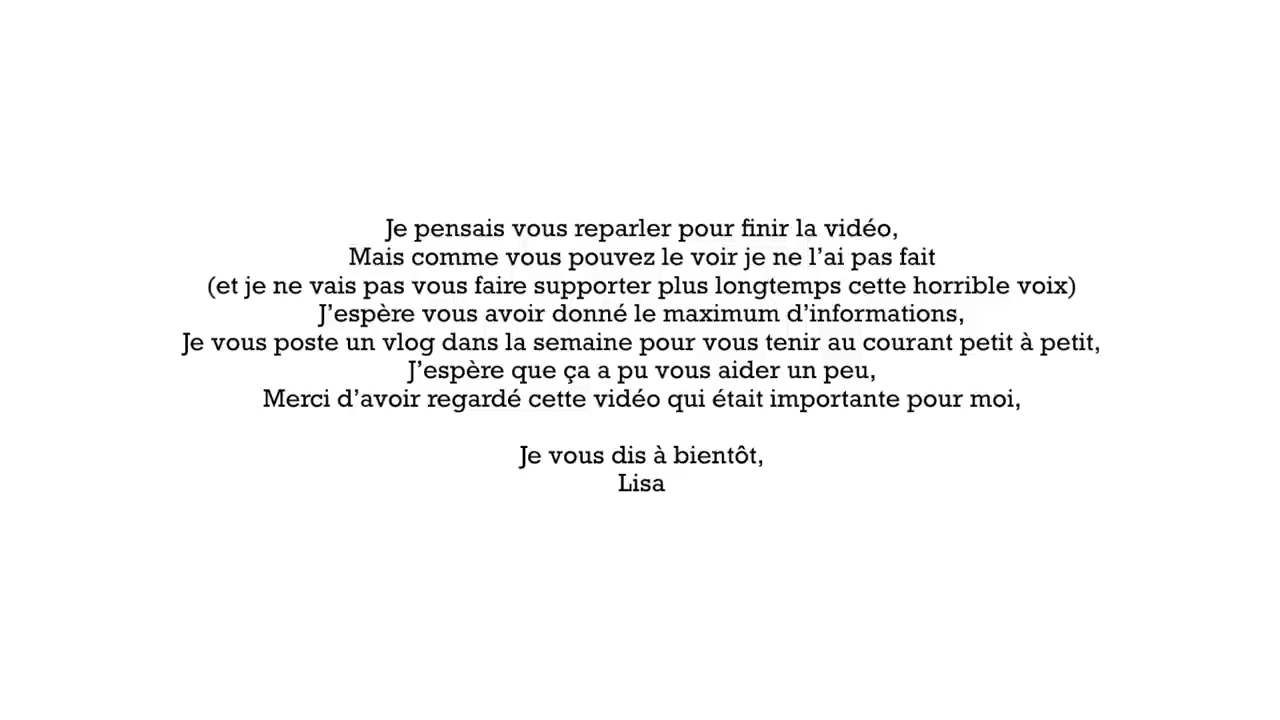 Je pensais vous reparler pour finir la vidéo,
Mais comme vous pouvez le voir je ne l’ai pas fait
(et je ne vais pas vous faire supporter plus longtemps cette horrible voix)
J’espère vous avoir donné le maximum d’informations,
Je vous poste un vlog dans la semaine pour vous tenir au courant petit à petit,
J’espère que ça a pu vous aider un peu,
Merci d’avoir regardé cette vidéo qui était importante pour moi,
Je vous dis à bientôt,
Lisa